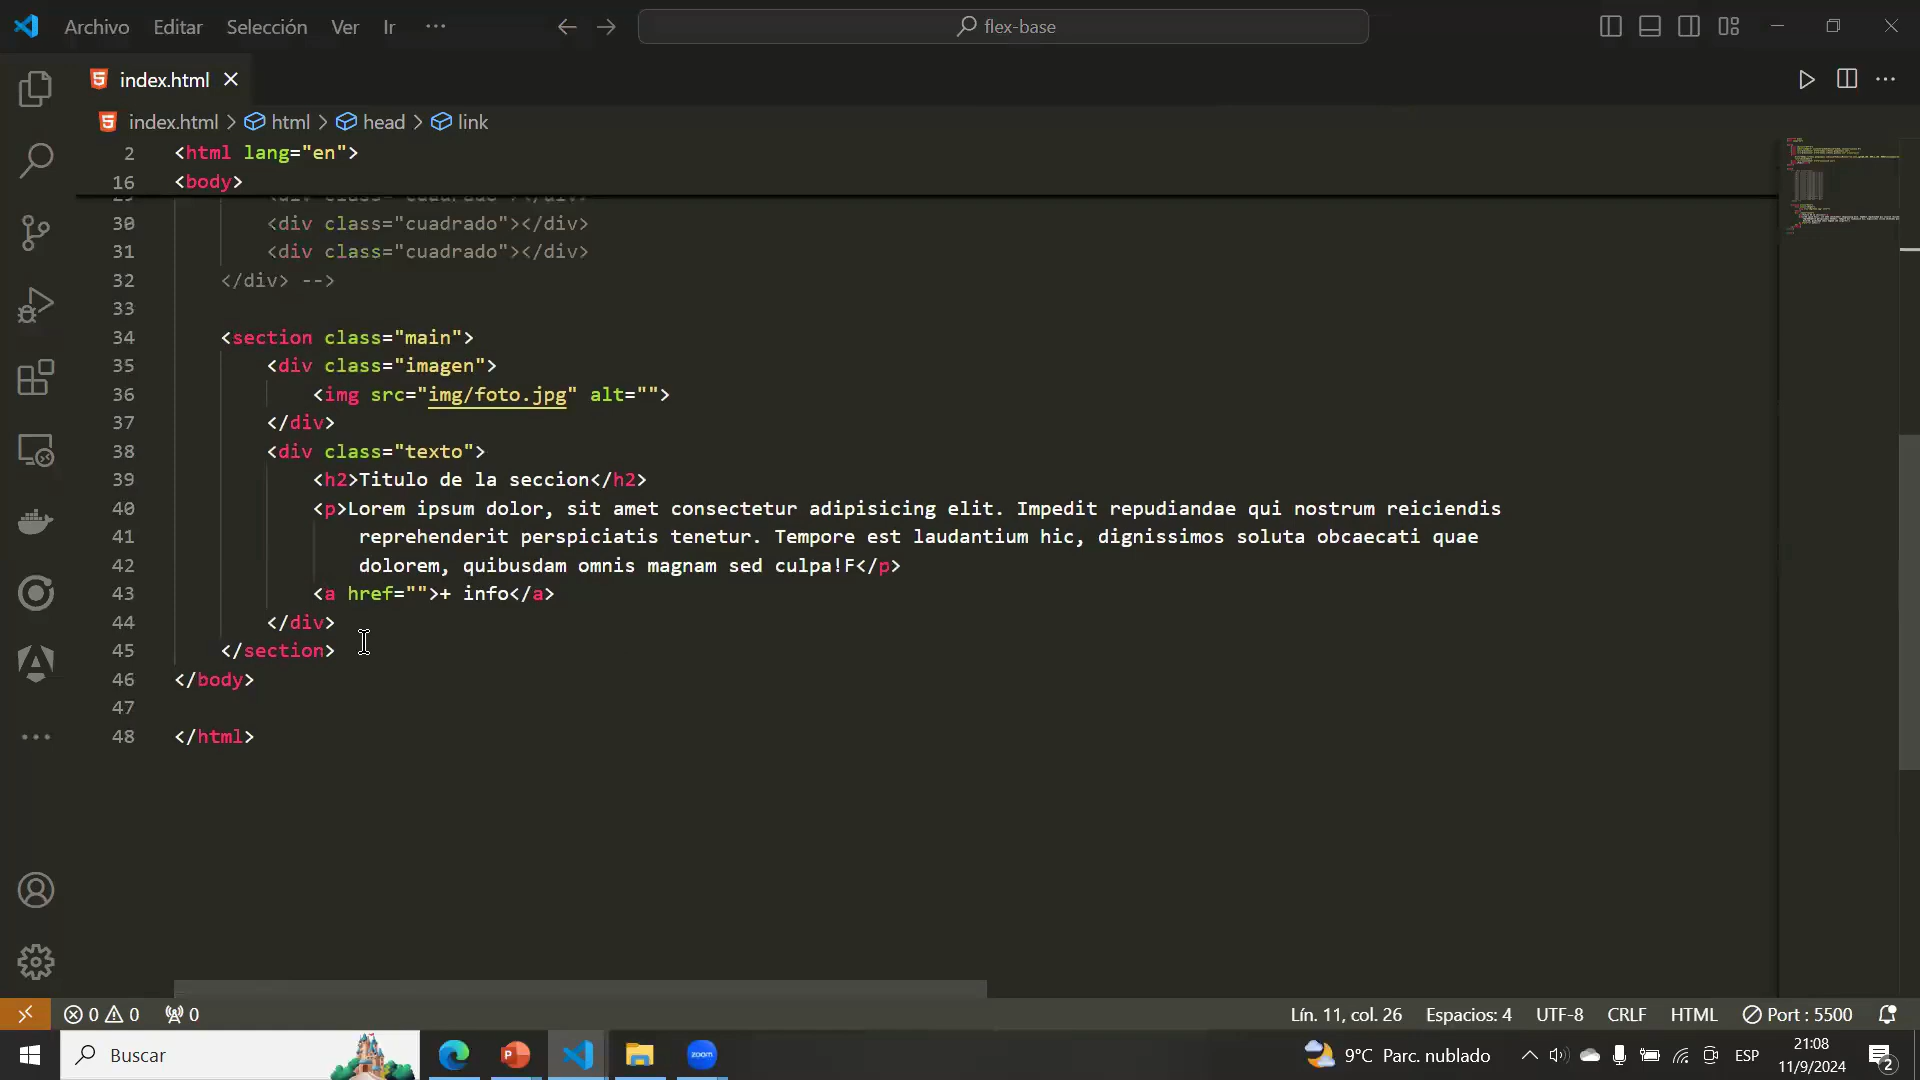 Archivo Editar Selección Ver Ir ··· flex-base
index.html
index.html > html > head > link
2 <html lang="en">
16 <body>
30 <div class="cuadrado"></div>
31 <div class="cuadrado"></div>
32 </div> -->
33
34 <section class="main">
35 <div class="imagen">
36 <img src="img/foto.jpg" alt="">
37 </div>
38 <div class="texto">
39 <h2>Titulo de la seccion</h2>
40 <p>Lorem ipsum dolor, sit amet consectetur adipisicing elit. Impedit repudiandae qui nostrum reiciendis
41 reprehenderit perspiciatis tenetur. Tempore est laudantium hic, dignissimos soluta obcaecati quae
42 dolorem, quibusdam omnis magnam sed culpa!F</p>
43 <a href="">+ info</a>
44 </div>
45 </section>
46 </body>
47
48 </html>
0 0 0 Lín. 11, col. 26 Espacios: 4 UTF-8 CRLF HTML Port : 5500
Buscar zoom 9°C Parc. nublado ESP 21:08
11/9/2024 2